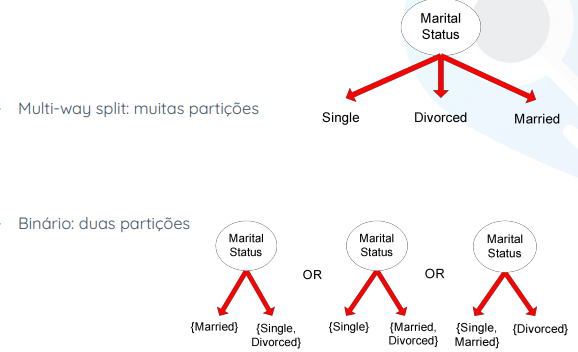 Marital
Status
Multi-way split: muitas partições
Single
Divorced
Married
Binário: duas partições
Marital
Status
OR
Marital
Status
OR
Marital
Status
{Married}
{Single,
Divorced}
{Single}
{Married,
Divorced}
{Single,
Married}
{Divorced}